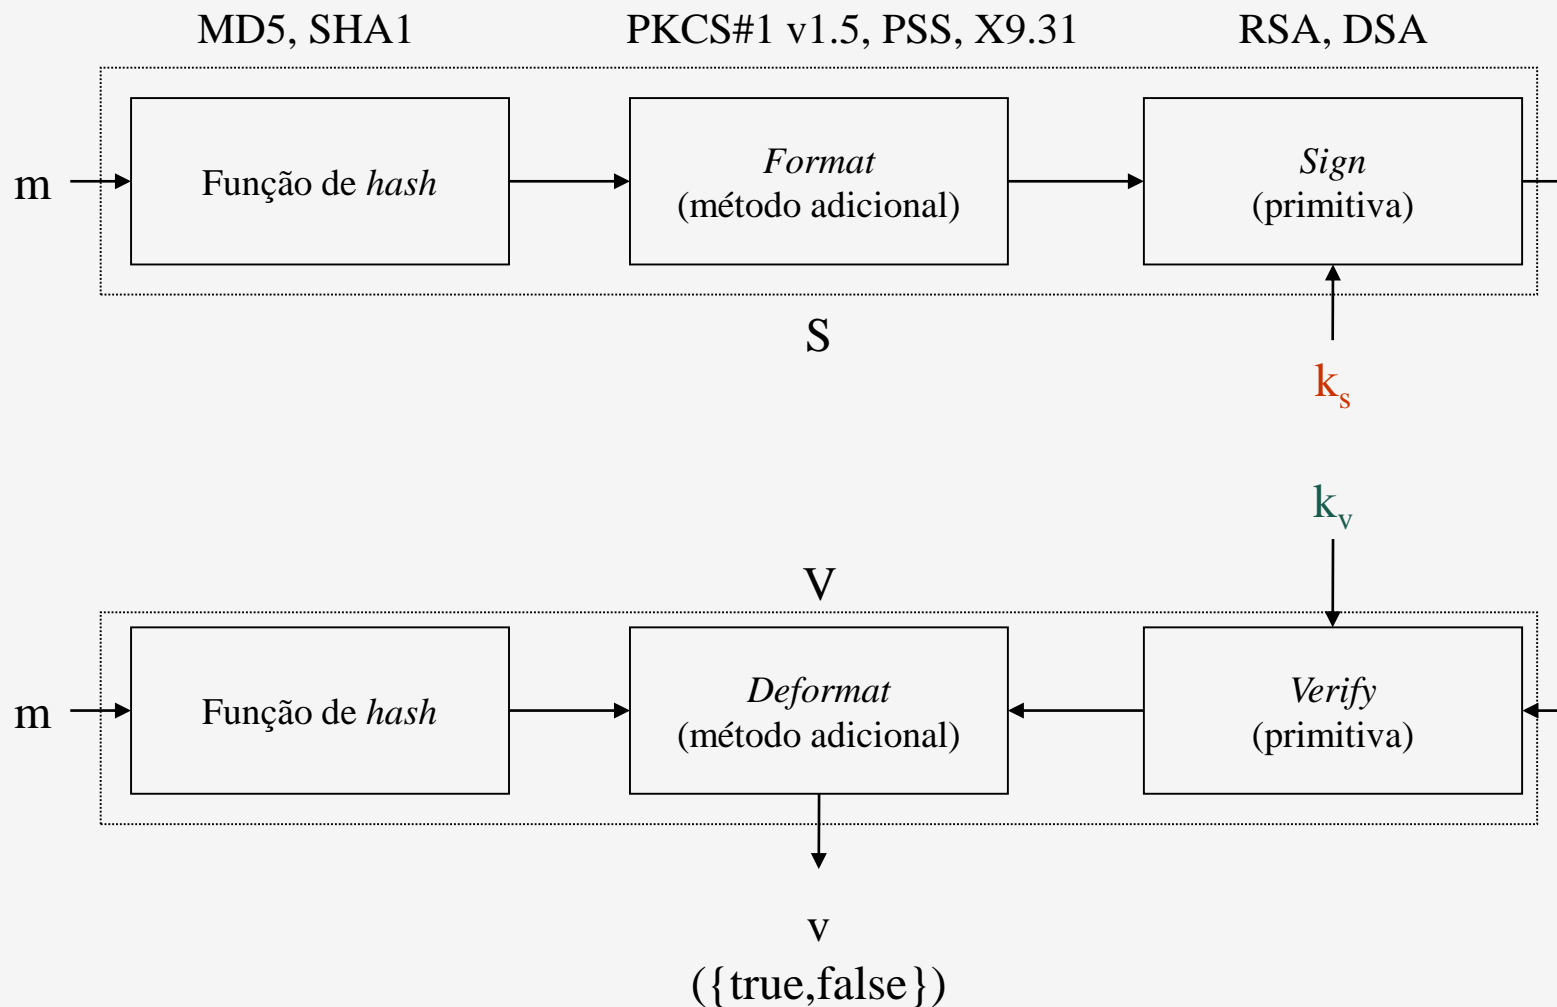 MD5, SHA1
PKCS#1 v1.5, PSS, X9.31
RSA, DSA
m
Função de hash
Format
(método adicional)
Sign
(primitiva)
S
ks
kv
V
m
Função de hash
Deformat
(método adicional)
Verify
(primitiva)
v
({true,false})